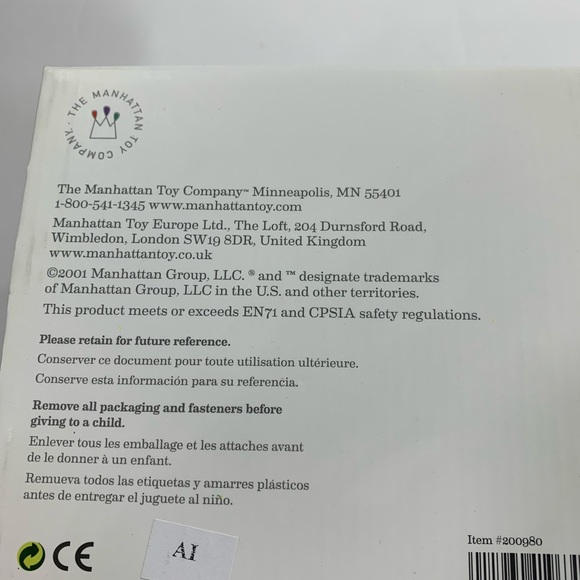 THE MANHATTAN TOY COMPANY ·
The Manhattan Toy Company™ Minneapolis, MN 55401
1-800-541-1345 www.manhattantoy.com
Manhattan Toy Europe Ltd., The Loft, 204 Durnsford Road,
Wimbledon, London SW19 8DR, United Kingdom
www.manhattantoy.co.uk
©2001 Manhattan Group, LLC. ® and ™ designate trademarks
of Manhattan Group, LLC in the U.S. and other territories.
This product meets or exceeds EN71 and CPSIA safety regulations.
Please retain for future reference.
Conserver ce document pour toute utilisation ultérieure.
Conserve esta información para su referencia.
Remove all packaging and fasteners before
giving to a child.
Enlever tous les emballage et les attaches avant
de le donner à un enfant.
Remueva todos las etiquetas y amarres plásticos
antes de entregar el juguete al niño.
CE
AI
Item #200980